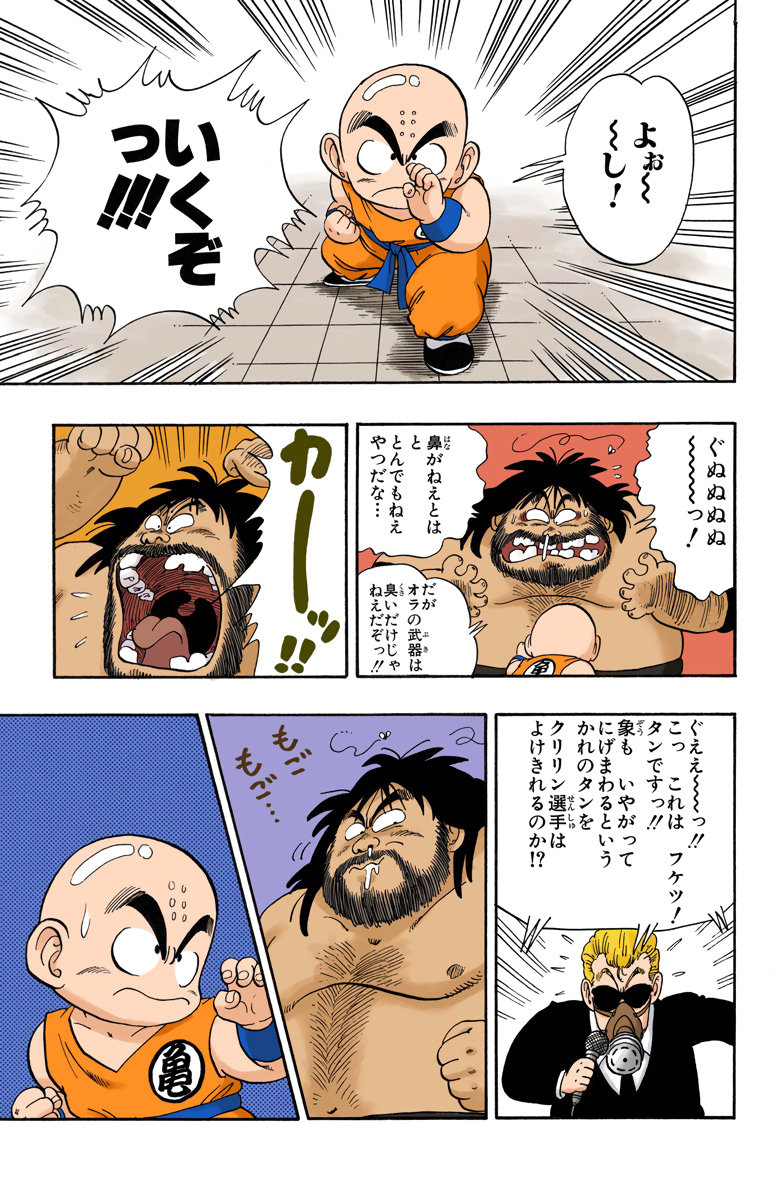 よぉ〜
〜し！
いくぞ
っ!!!
ぐぬぬぬぬ
〜〜〜〜っ！
鼻がねえとは
と
とんでもねえ
やつだな…
だが
オラの武器は
臭いだけじゃ
ねえだぞっ!!
カーーッ!!
ぐええ〜〜っ!!
こっ　これは　フケツ！
タンですっ!!
象も　いやがって
にげまわるという
かれのタンを
クリリン選手は
よけきれるのか!?
もご
もご…
亀
亀